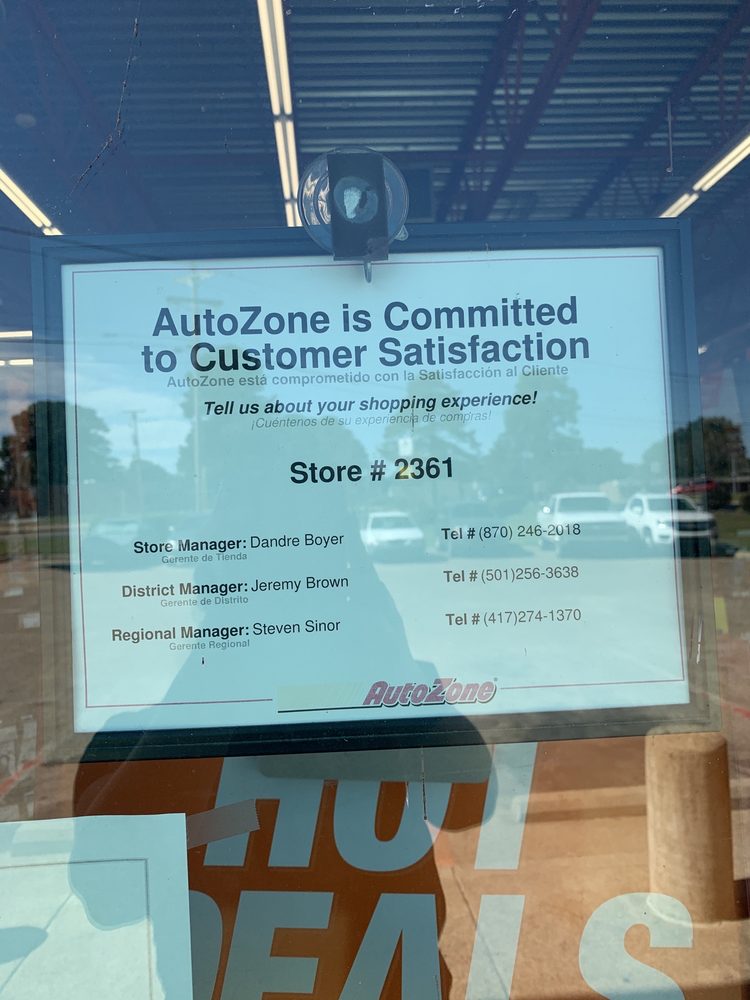 AutoZone is Committed
to Customer Satisfaction
AutoZone está comprometido con la Satisfacción al Cliente
Tell us about your shopping experience!
¡Cuéntenos de su experiencia de compras!
Store # 2361
Store Manager: Dandre Boyer Tel # (870) 246-2018
Gerente de Tienda
District Manager: Jeremy Brown Tel # (501)256-3638
Gerente de Distrito
Regional Manager: Steven Sinor Tel # (417)274-1370
Gerente Regional
AutoZone
HOT
DEALS